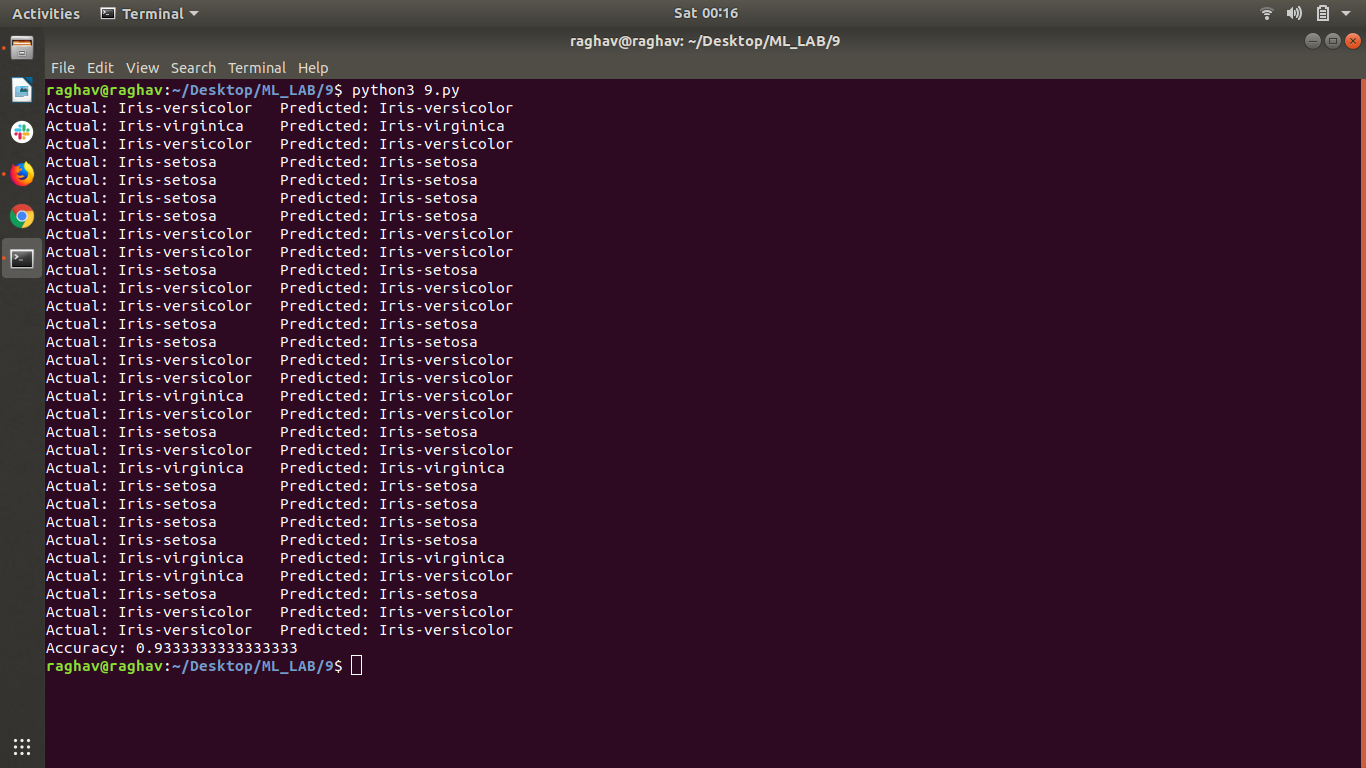 Activities Terminal Sat 00:16
raghav@raghav: ~/Desktop/ML_LAB/9
File Edit View Search Terminal Help
raghav@raghav:~/Desktop/ML_LAB/9$ python3 9.py
Actual: Iris-versicolor Predicted: Iris-versicolor
Actual: Iris-virginica Predicted: Iris-virginica
Actual: Iris-versicolor Predicted: Iris-versicolor
Actual: Iris-setosa Predicted: Iris-setosa
Actual: Iris-setosa Predicted: Iris-setosa
Actual: Iris-setosa Predicted: Iris-setosa
Actual: Iris-setosa Predicted: Iris-setosa
Actual: Iris-versicolor Predicted: Iris-versicolor
Actual: Iris-versicolor Predicted: Iris-versicolor
Actual: Iris-setosa Predicted: Iris-setosa
Actual: Iris-versicolor Predicted: Iris-versicolor
Actual: Iris-versicolor Predicted: Iris-versicolor
Actual: Iris-setosa Predicted: Iris-setosa
Actual: Iris-setosa Predicted: Iris-setosa
Actual: Iris-versicolor Predicted: Iris-versicolor
Actual: Iris-versicolor Predicted: Iris-versicolor
Actual: Iris-virginica Predicted: Iris-versicolor
Actual: Iris-versicolor Predicted: Iris-versicolor
Actual: Iris-setosa Predicted: Iris-setosa
Actual: Iris-versicolor Predicted: Iris-versicolor
Actual: Iris-virginica Predicted: Iris-virginica
Actual: Iris-setosa Predicted: Iris-setosa
Actual: Iris-setosa Predicted: Iris-setosa
Actual: Iris-setosa Predicted: Iris-setosa
Actual: Iris-setosa Predicted: Iris-setosa
Actual: Iris-virginica Predicted: Iris-virginica
Actual: Iris-virginica Predicted: Iris-versicolor
Actual: Iris-setosa Predicted: Iris-setosa
Actual: Iris-versicolor Predicted: Iris-versicolor
Actual: Iris-versicolor Predicted: Iris-versicolor
Accuracy: 0.9333333333333333
raghav@raghav:~/Desktop/ML_LAB/9$